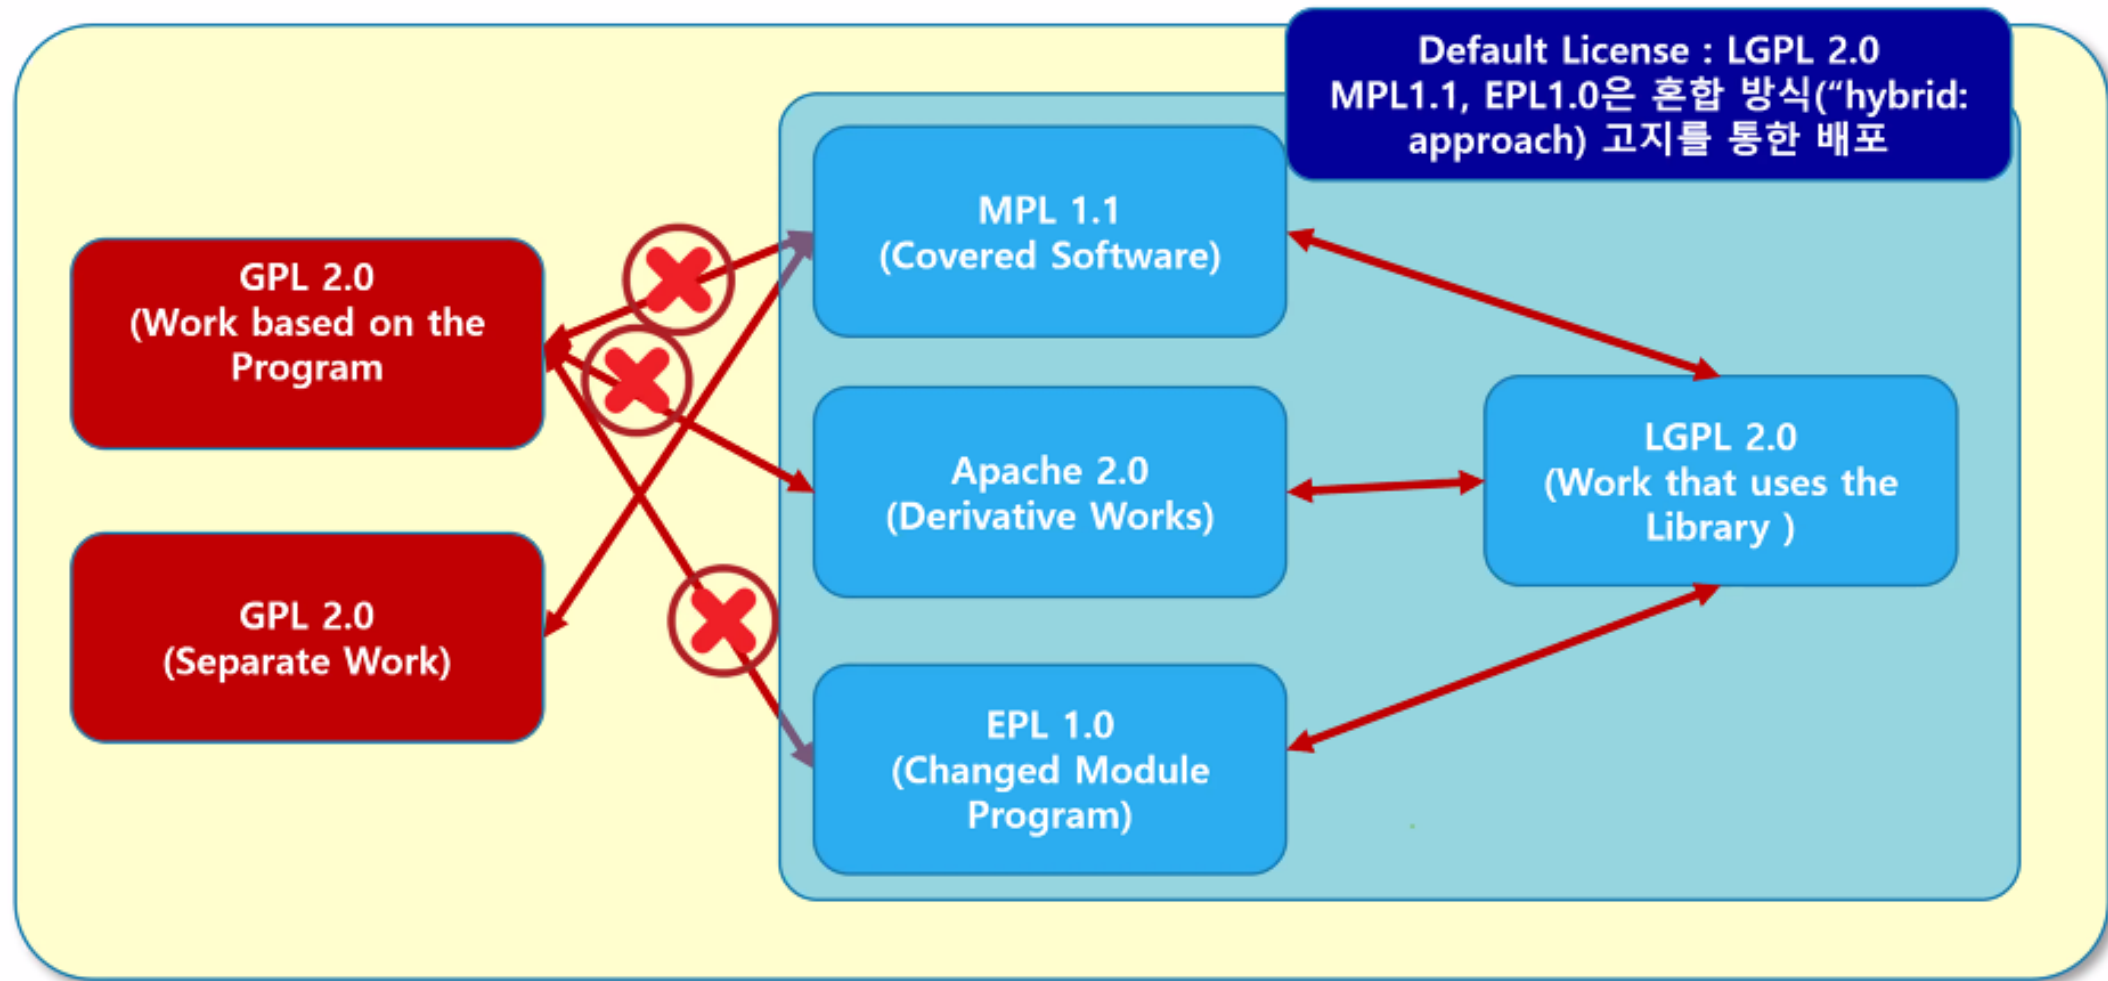 Default License : LGPL 2.0
MPL1.1, EPL1.0은 혼합 방식(“hybrid:
approach) 고지를 통한 배포
GPL 2.0
(Work based on the
Program
GPL 2.0
(Separate Work)
MPL 1.1
(Covered Software)
Apache 2.0
(Derivative Works)
EPL 1.0
(Changed Module
Program)
LGPL 2.0
(Work that uses the
Library )